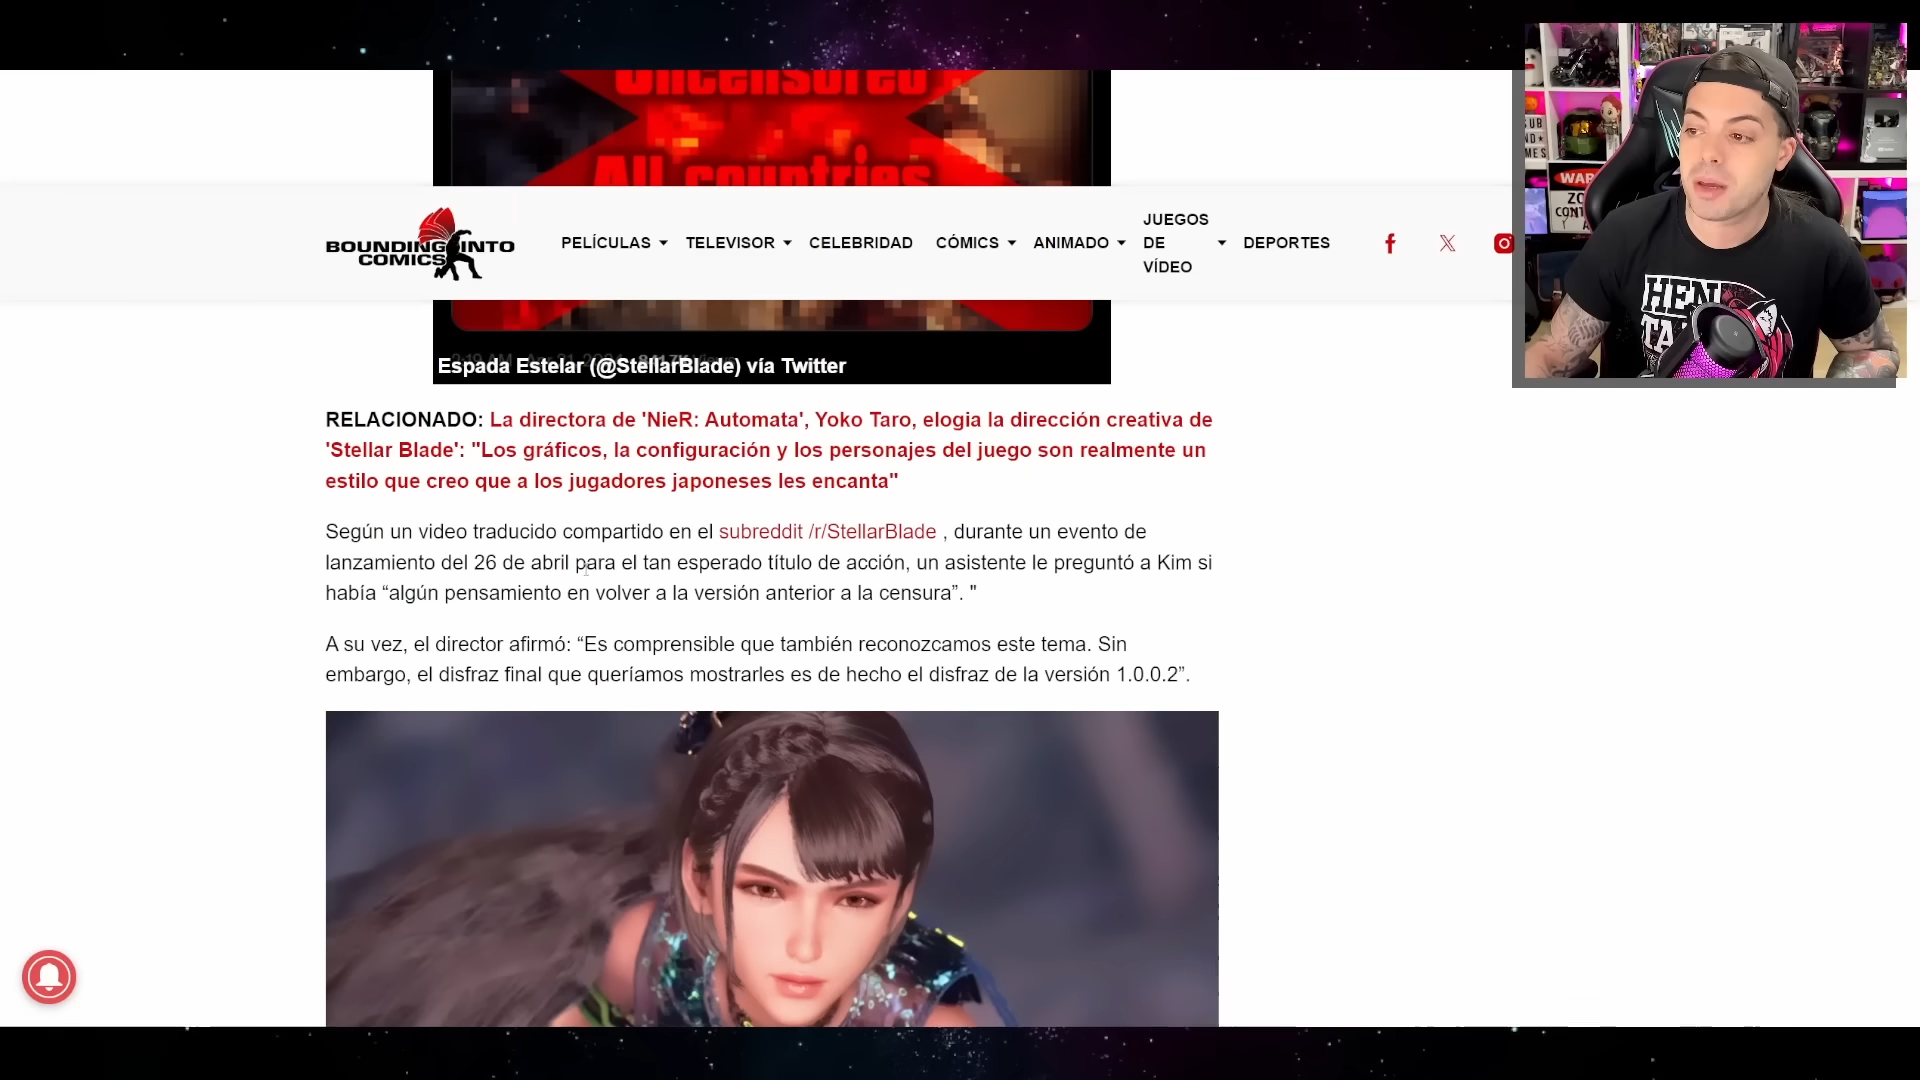 Uncensored
All countries
BOUNDING INTO
COMICS
PELÍCULAS
TELEVISOR
CELEBRIDAD
CÓMICS
ANIMADO
JUEGOS
DE
VÍDEO
DEPORTES
SUB
WAR
ZO
CONT
HEN
TA
Espada Estelar (@StellarBlade) vía Twitter
RELACIONADO: La directora de 'NieR: Automata', Yoko Taro, elogia la dirección creativa de
'Stellar Blade': "Los gráficos, la configuración y los personajes del juego son realmente un
estilo que creo que a los jugadores japoneses les encanta"
Según un video traducido compartido en el subreddit /r/StellarBlade , durante un evento de
lanzamiento del 26 de abril para el tan esperado título de acción, un asistente le preguntó a Kim si
había “algún pensamiento en volver a la versión anterior a la censura”. "
A su vez, el director afirmó: “Es comprensible que también reconozcamos este tema. Sin
embargo, el disfraz final que queríamos mostrarles es de hecho el disfraz de la versión 1.0.0.2”.